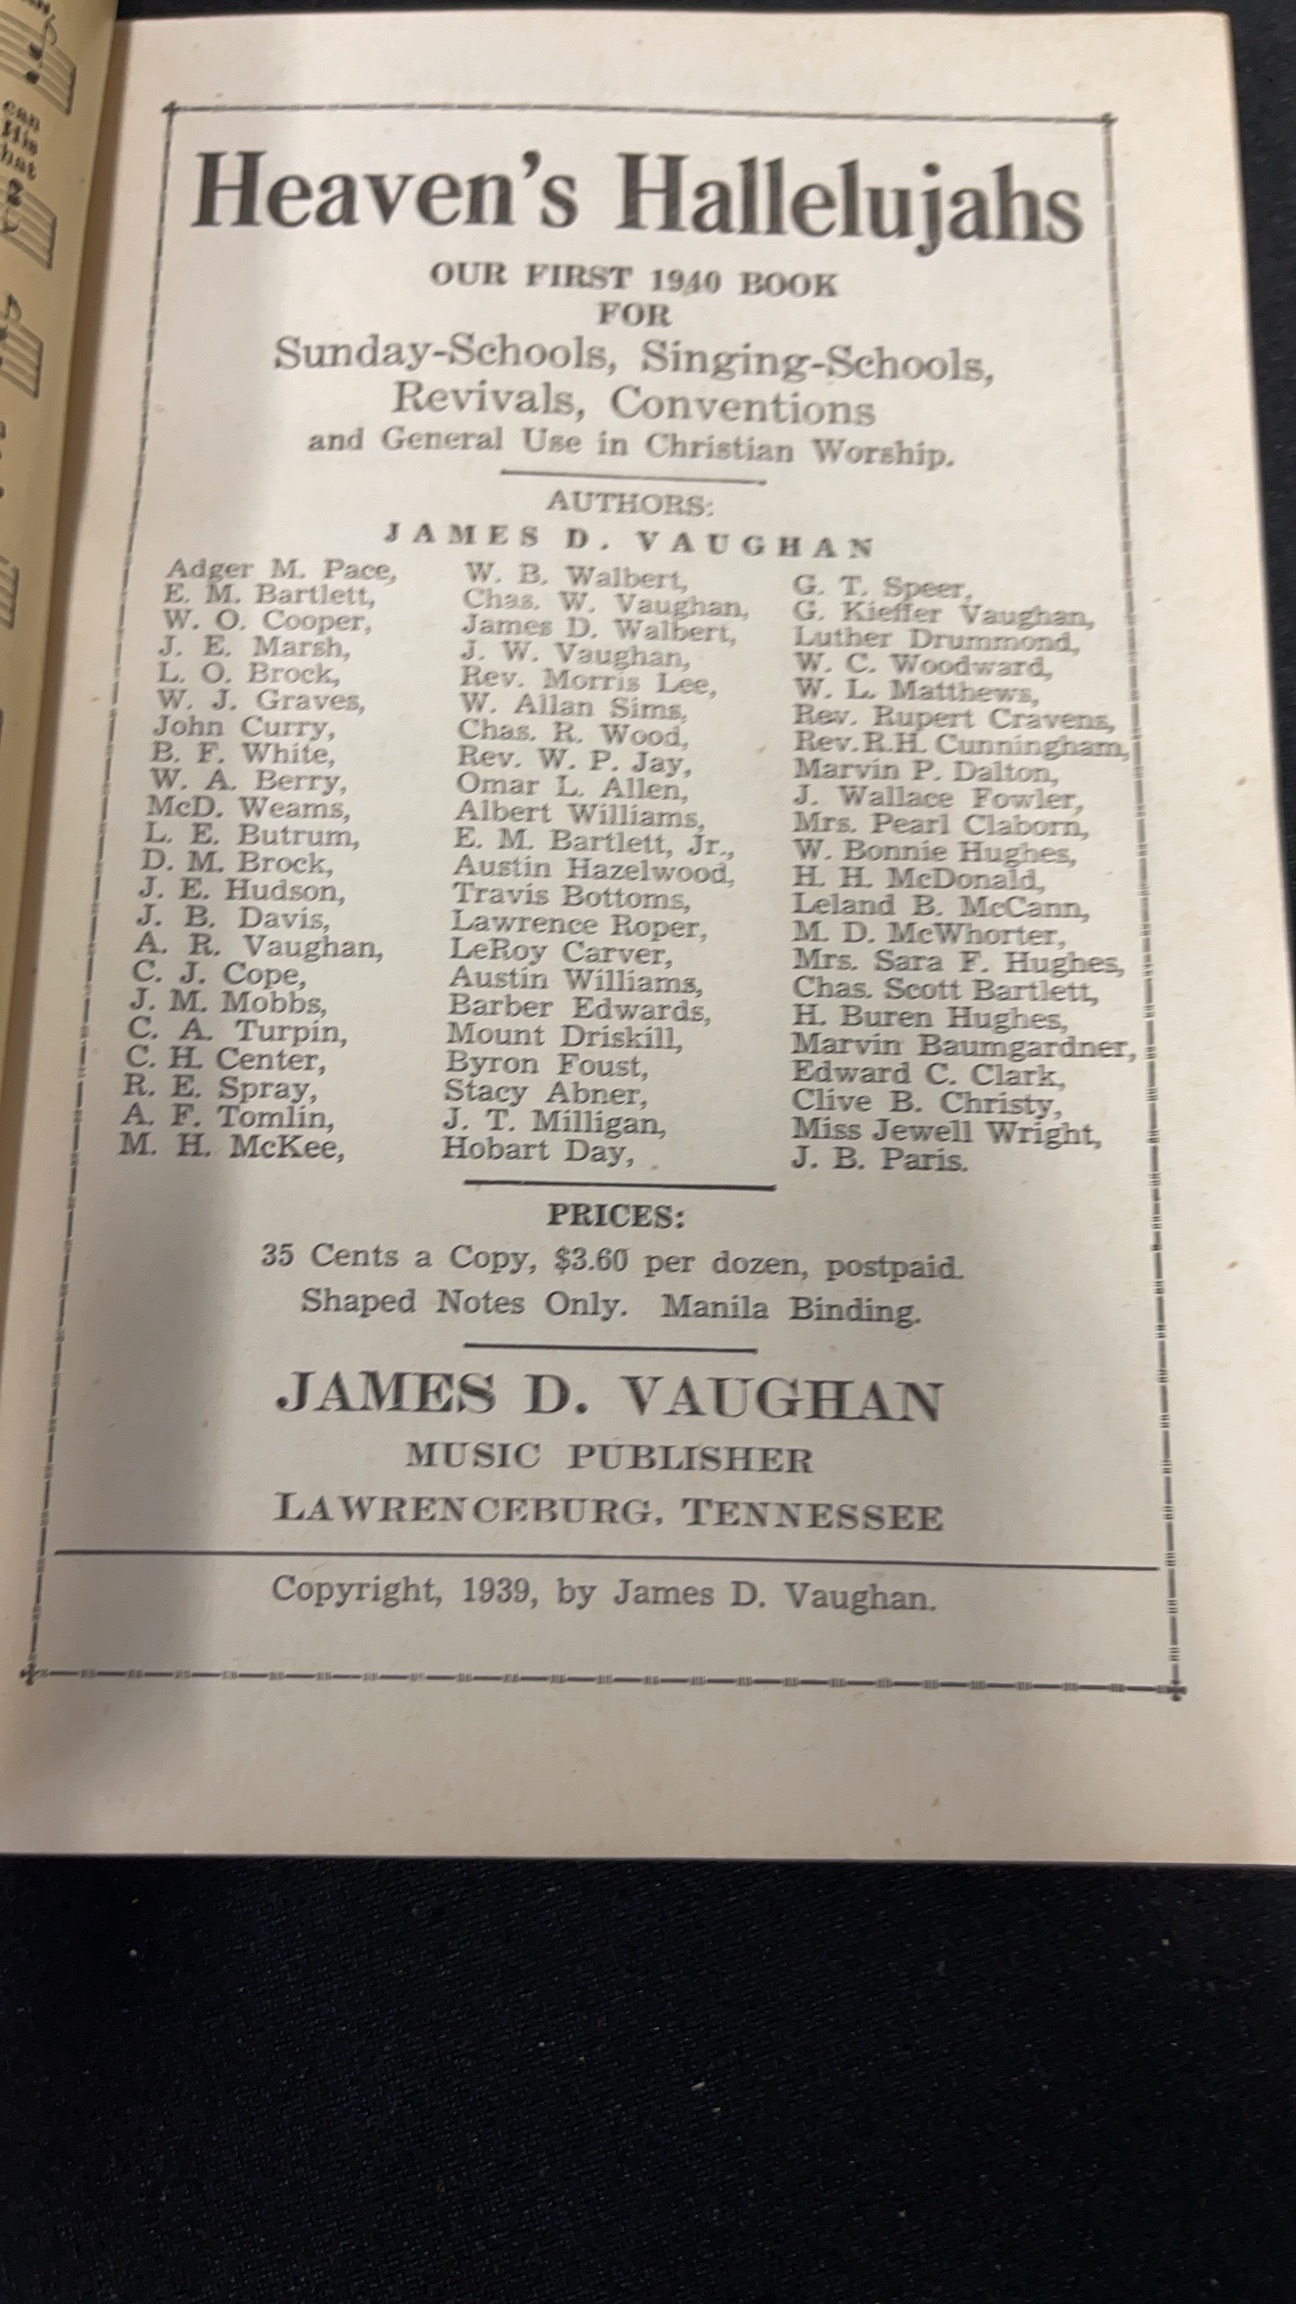 can
His
hat
Heaven's Hallelujahs
OUR FIRST 1940 BOOK
FOR
Sunday-Schools, Singing-Schools,
Revivals, Conventions
and General Use in Christian Worship.
AUTHORS:
JAMES D. VAUGHAN
Adger M. Pace,
E. M. Bartlett,
W. O. Cooper,
J. E. Marsh,
L. O. Brock,
W. J. Graves,
John Curry,
B. F. White,
W. A. Berry,
McD. Weams,
L. E. Butrum,
D. M. Brock,
J. E. Hudson,
J. B. Davis,
A. R. Vaughan,
C. J. Cope,
J. M. Mobbs,
C. A. Turpin,
C. H. Center,
R. E. Spray,
A. F. Tomlin,
M. H. McKee,
W. B. Walbert,
Chas. W. Vaughan,
James D. Walbert,
J. W. Vaughan,
Rev. Morris Lee,
W. Allan Sims,
Chas. R. Wood,
Rev. W. P. Jay,
Omar L. Allen,
Albert Williams,
E. M. Bartlett, Jr.,
Austin Hazelwood,
Travis Bottoms,
Lawrence Roper,
LeRoy Carver,
Austin Williams,
Barber Edwards,
Mount Driskill,
Byron Foust,
Stacy Abner,
J. T. Milligan,
Hobart Day,
G. T. Speer,
G. Kieffer Vaughan,
Luther Drummond,
W. C. Woodward,
W. L. Matthews,
Rev. Rupert Cravens,
Rev.R.H. Cunningham,
Marvin P. Dalton,
J. Wallace Fowler,
Mrs. Pearl Claborn,
W. Bonnie Hughes,
H. H. McDonald,
Leland B. McCann,
M. D. McWhorter,
Mrs. Sara F. Hughes,
Chas. Scott Bartlett,
H. Buren Hughes,
Marvin Baumgardner,
Edward C. Clark,
Clive B. Christy,
Miss Jewell Wright,
J. B. Paris.
PRICES:
35 Cents a Copy, $3.60 per dozen, postpaid.
Shaped Notes Only. Manila Binding.
JAMES D. VAUGHAN
MUSIC PUBLISHER
LAWRENCEBURG, TENNESSEE
Copyright, 1939, by James D. Vaughan.